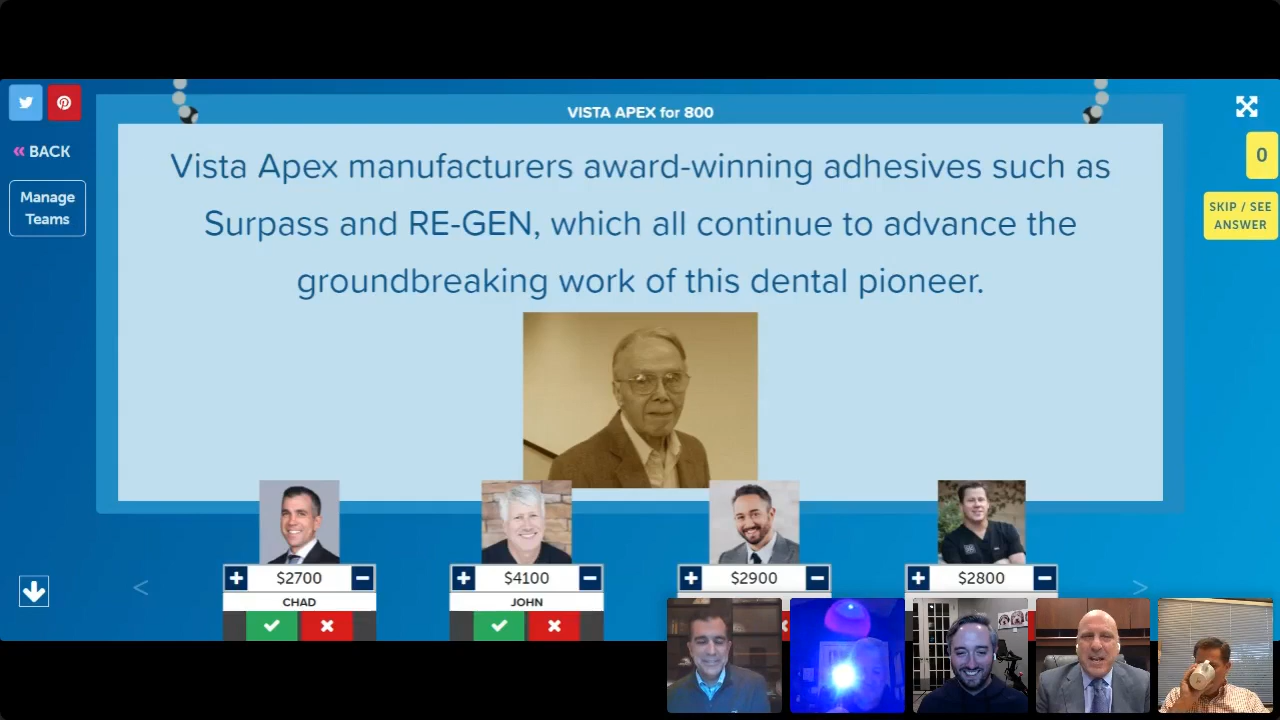 VISTA APEX for 800
« BACK
Manage
Teams
Vista Apex manufacturers award-winning adhesives such as
Surpass and RE-GEN, which all continue to advance the
groundbreaking work of this dental pioneer.
0
SKIP / SEE
ANSWER
+ $2700 −
CHAD
+ $4100 −
JOHN
+ $2900 −
+ $2800 −
< >